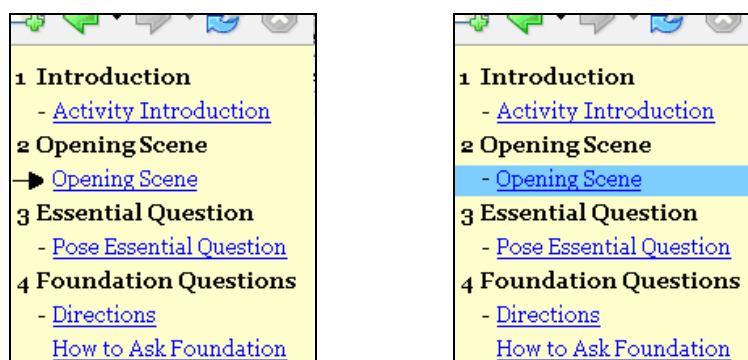 1 Introduction
- Activity Introduction
2 Opening Scene
Opening Scene
3 Essential Question
- Pose Essential Question
4 Foundation Questions
- Directions
How to Ask Foundation
1 Introduction
- Activity Introduction
2 Opening Scene
- Opening Scene
3 Essential Question
- Pose Essential Question
4 Foundation Questions
- Directions
How to Ask Foundation